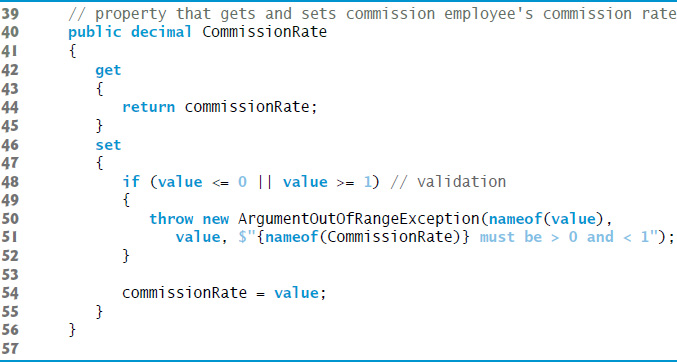 39 // property that gets and sets commission employee's commission rate
40 public decimal CommissionRate
41 {
42 get
43 {
44 return commissionRate;
45 }
46 set
47 {
48 if (value <= 0 || value >= 1) // validation
49 {
50 throw new ArgumentOutOfRangeException(nameof(value),
51 value, $"{nameof(CommissionRate)} must be > 0 and < 1");
52 }
53
54 commissionRate = value;
55 }
56 }
57